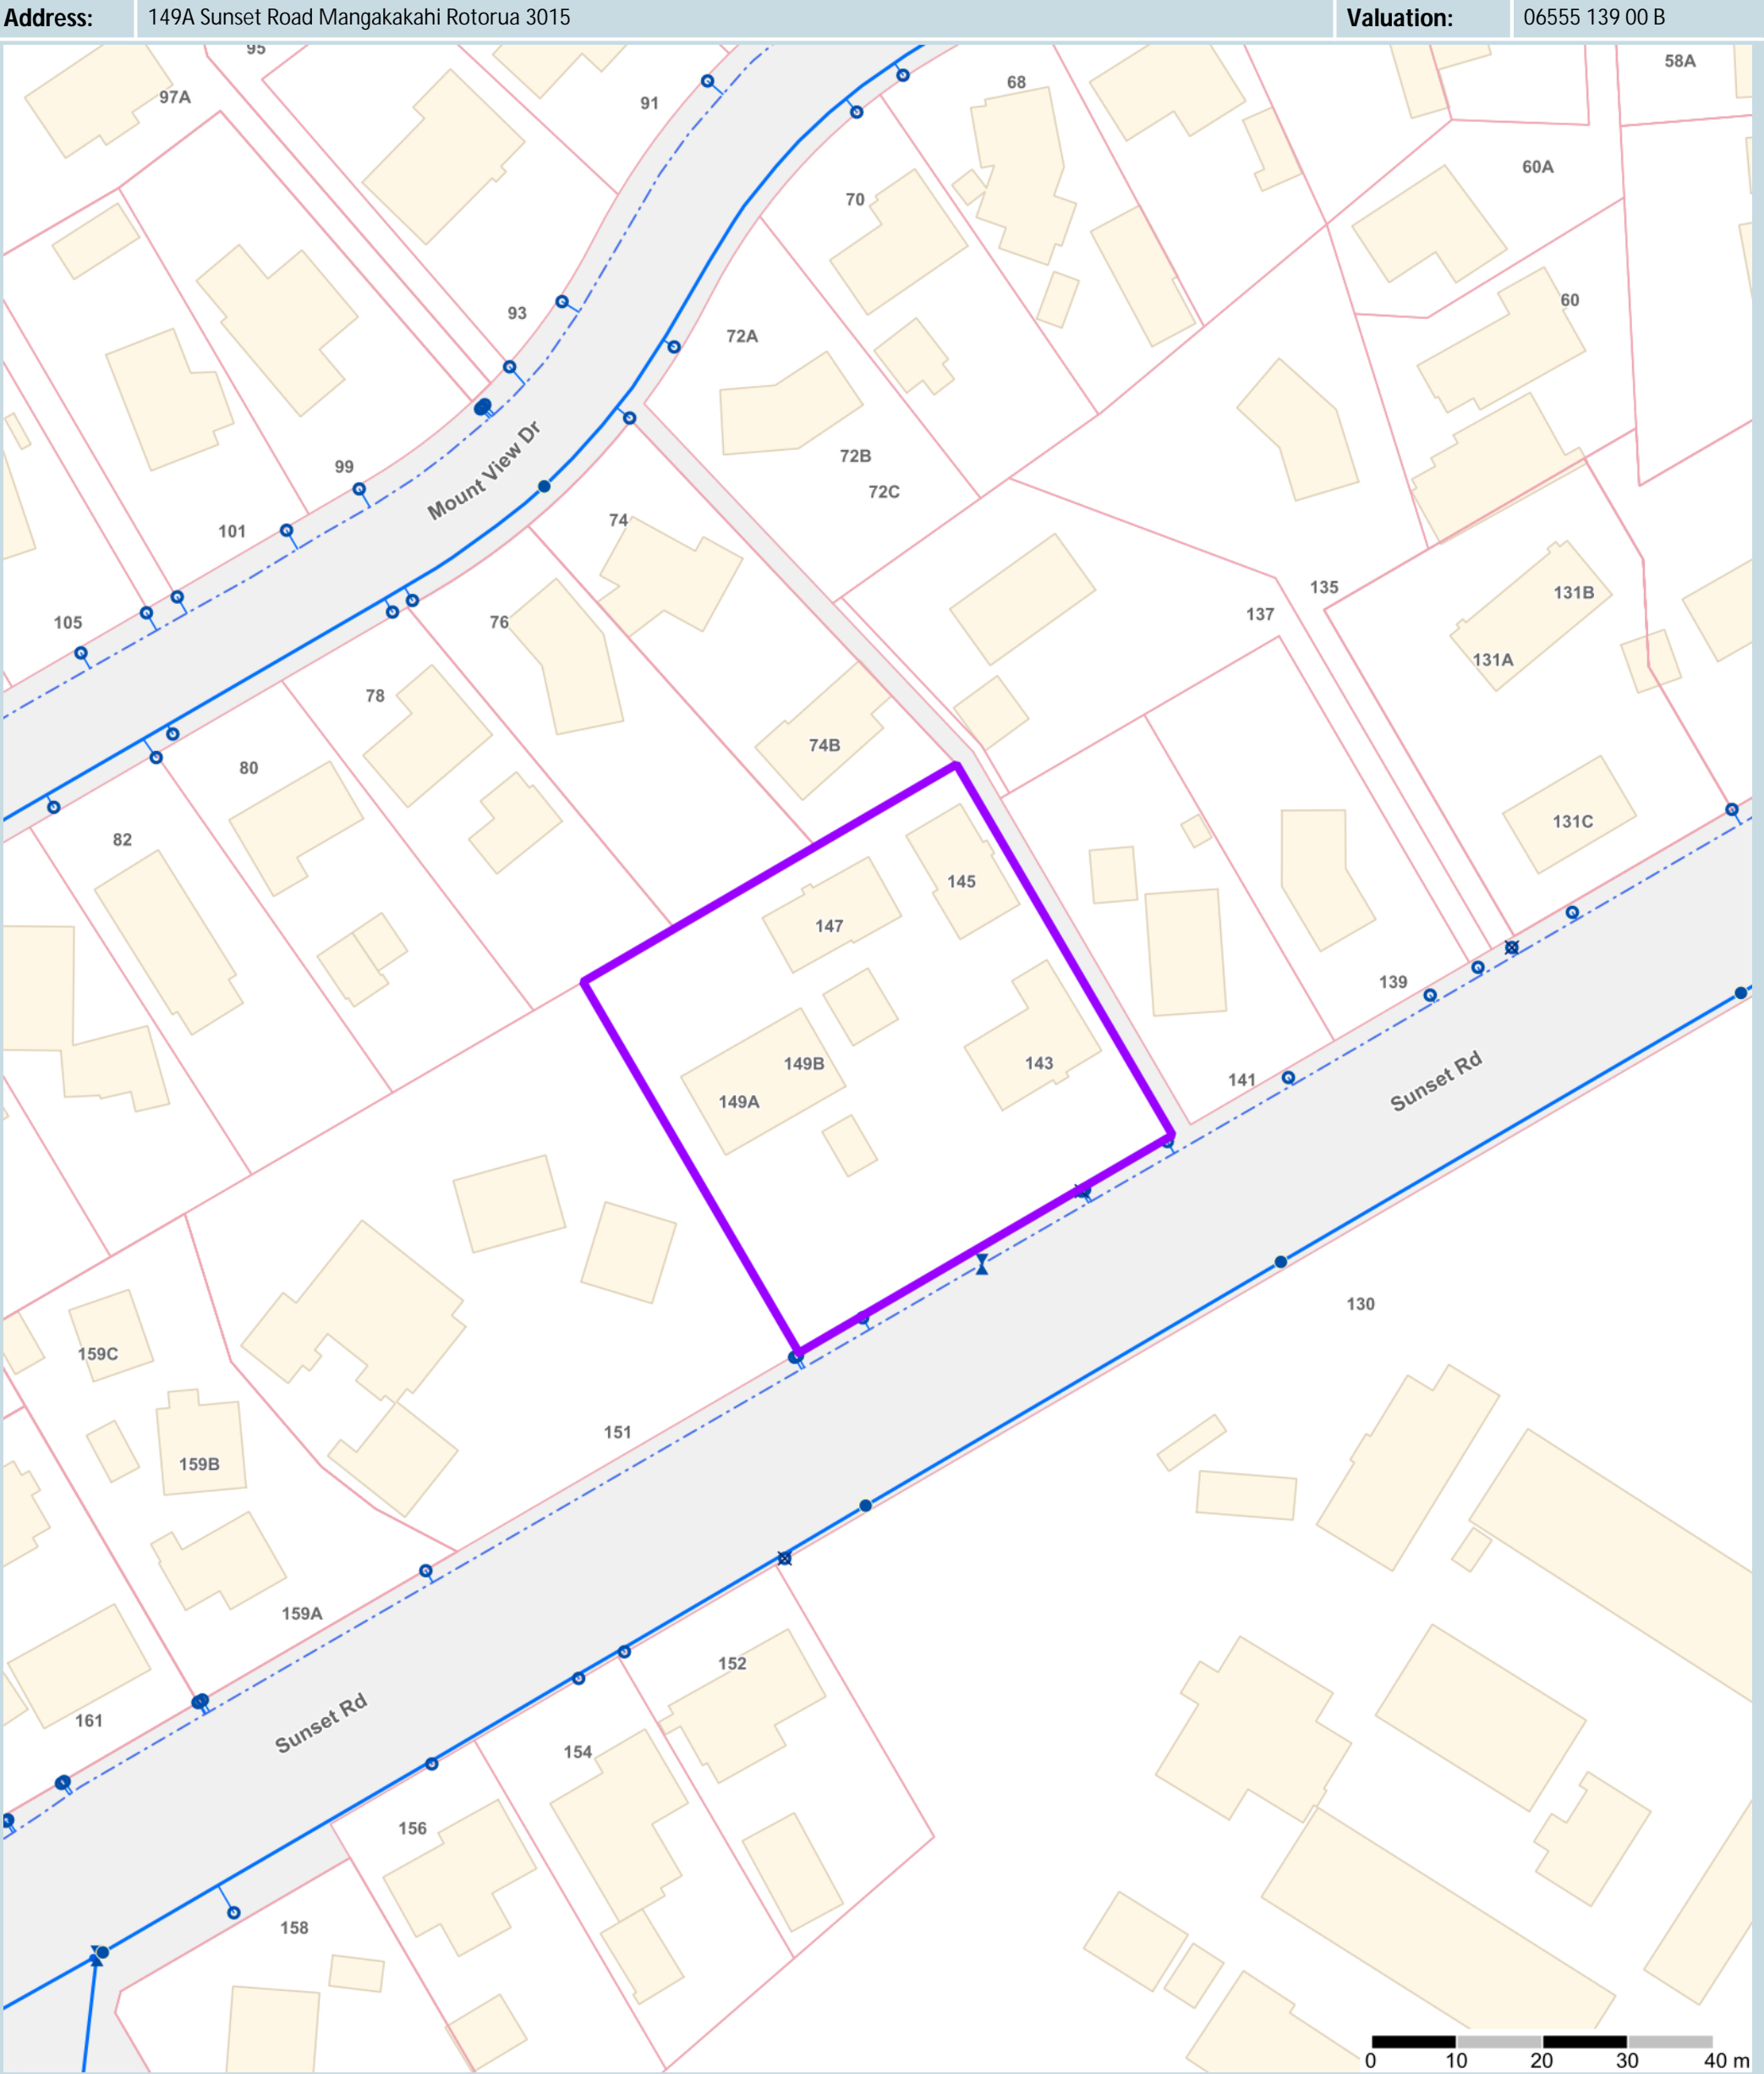 Address: 149A Sunset Road Mangakakahi Rotorua 3015 Valuation: 06555 139 00 B
95
58A
97A
91
68
60A
70
93
60
72A
72B
99
72C
101
Mount View Dr
74
135
131B
105
76
137
131A
78
74B
80
131C
82
145
147
139
149B
143
141
Sunset Rd
149A
130
159C
151
159B
159A
152
161
Sunset Rd
154
156
158
0 10 20 30 40 m